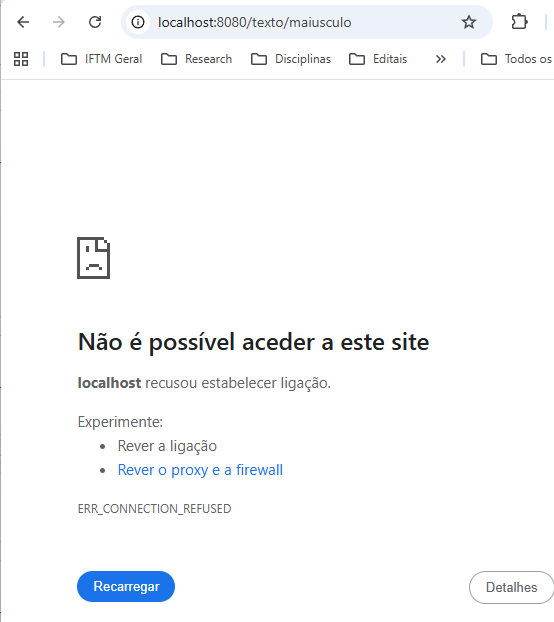 localhost:8080/texto/maiusculo
IFTM Geral Research Disciplinas Editais » Todos os
Não é possível aceder a este site
localhost recusou estabelecer ligação.
Experimente:
• Rever a ligação
• Rever o proxy e a firewall
ERR_CONNECTION_REFUSED
Recarregar Detalhes